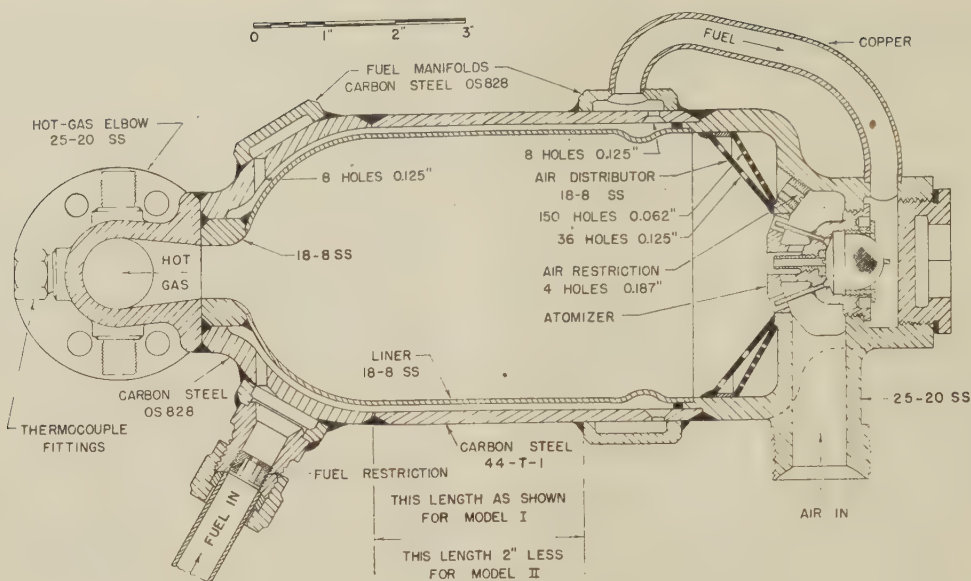 0 1" 2" 3"
FUEL
COPPER
FUEL MANIFOLDS
CARBON STEEL OS828
HOT-GAS ELBOW
25-20 SS
8 HOLES 0.125"
8 HOLES 0.125"
AIR DISTRIBUTOR
18-8 SS
150 HOLES 0.062"
36 HOLES 0.125"
18-8 SS
HOT
GAS
AIR RESTRICTION
4 HOLES 0.187"
ATOMIZER
LINER
18-8 SS
CARBON STEEL
OS828
25-20 SS
THERMOCOUPLE
FITTINGS
CARBON STEEL
44-T-1
FUEL RESTRICTION
FUEL IN
THIS LENGTH AS SHOWN
FOR MODEL I
AIR IN
THIS LENGTH 2" LESS
FOR MODEL II